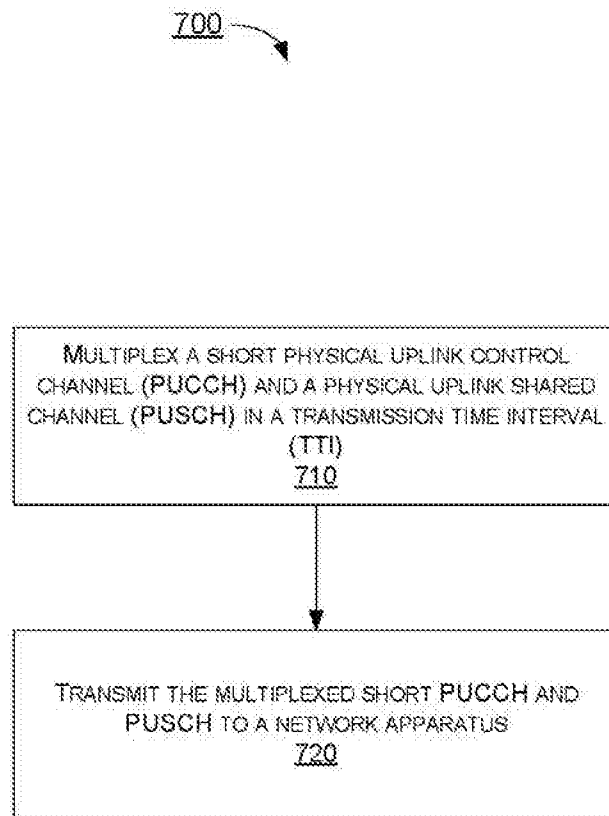 700
MULTIPLEX A SHORT PHYSICAL UPLINK CONTROL
CHANNEL (PUCCH) AND A PHYSICAL UPLINK SHARED
CHANNEL (PUSCH) IN A TRANSMISSION TIME INTERVAL
(TTI)
710
TRANSMIT THE MULTIPLEXED SHORT PUCCH AND
PUSCH TO A NETWORK APPARATUS
720